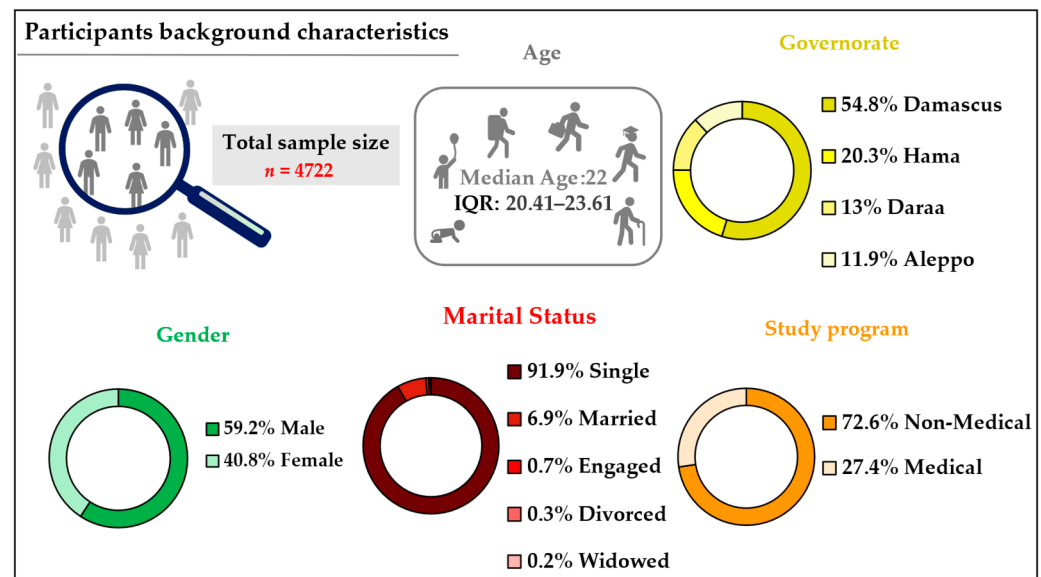 Participants background characteristics
Total sample size
n = 4722
Age
Median Age:22
IQR: 20.41–23.61
Governorate
54.8% Damascus
20.3% Hama
13% Daraa
11.9% Aleppo
Gender
59.2% Male
40.8% Female
Marital Status
91.9% Single
6.9% Married
0.7% Engaged
0.3% Divorced
0.2% Widowed
Study program
72.6% Non-Medical
27.4% Medical